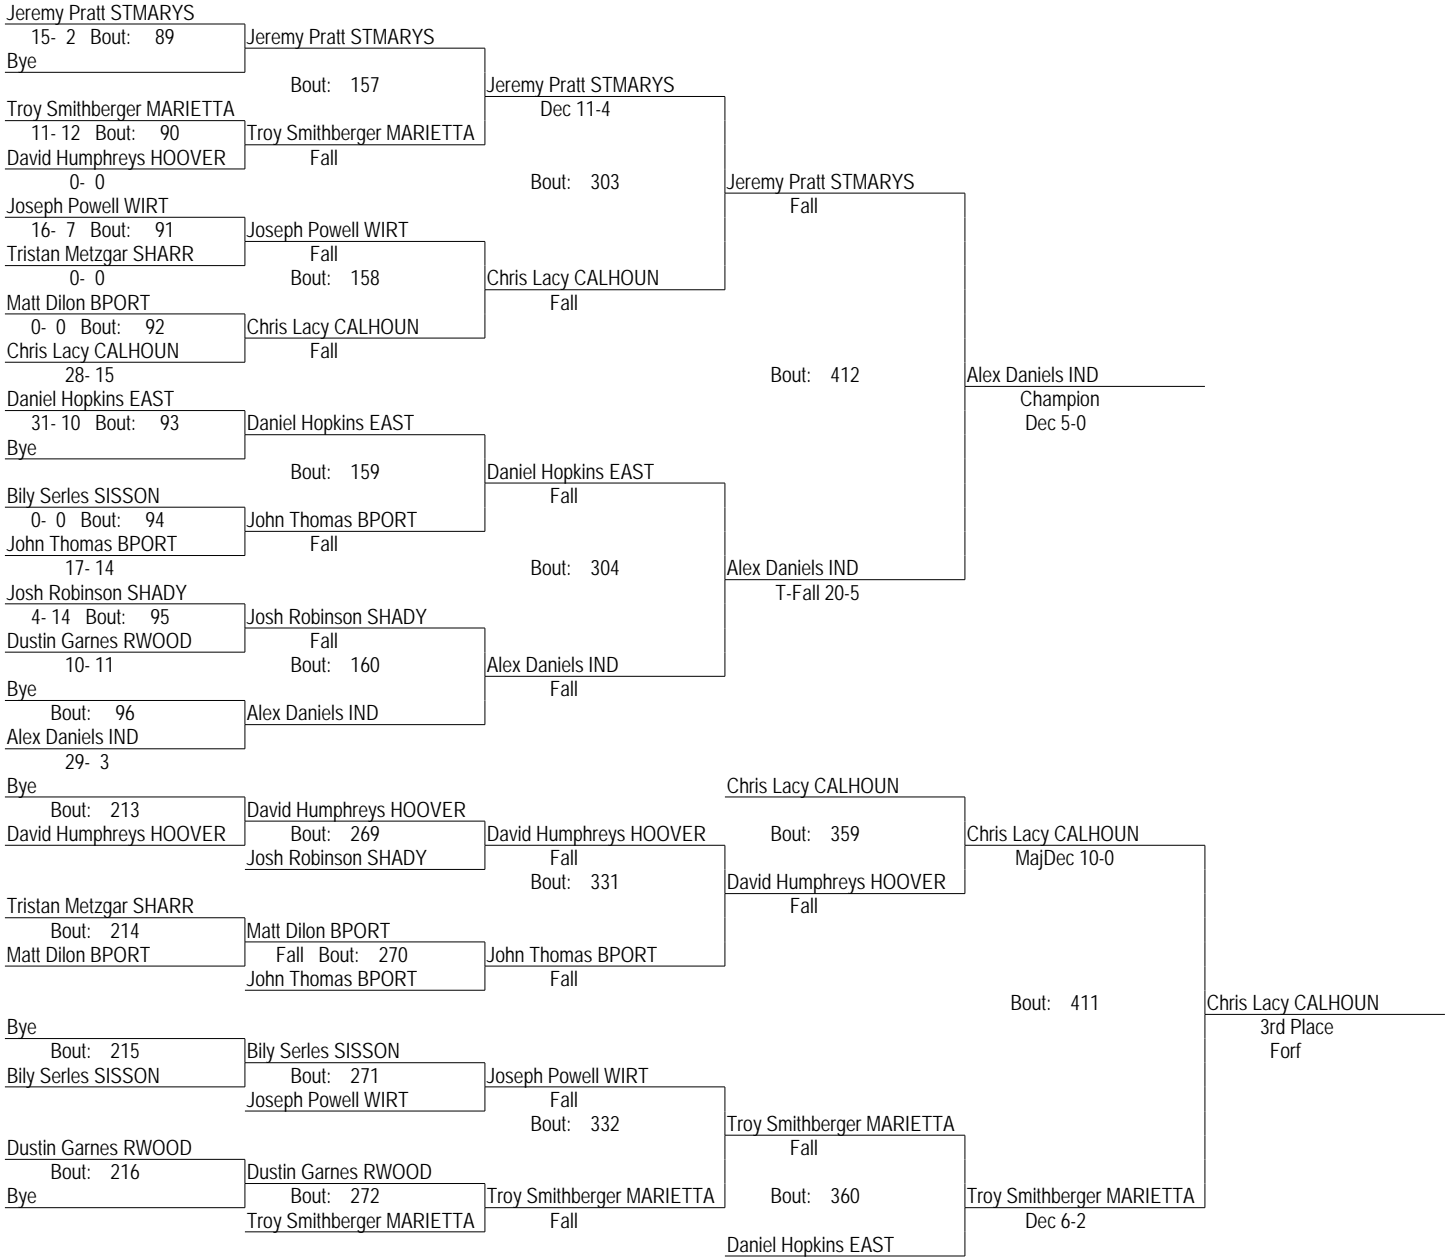 Jeremy Pratt STMARYS
15- 2 Bout: 89 Jeremy Pratt STMARYS
Bye
Bout: 157 Jeremy Pratt STMARYS
Troy Smithberger MARIETTA Dec 11-4
11- 12 Bout: 90 Troy Smithberger MARIETTA
David Humphreys HOOVER Fall
0- 0 Bout: 303 Jeremy Pratt STMARYS
Joseph Powell WIRT Fall
16- 7 Bout: 91 Joseph Powell WIRT
Tristan Metzgar SHARR Fall
0- 0 Bout: 158 Chris Lacy CALHOUN
Matt Dilon BPORT Fall
0- 0 Bout: 92 Chris Lacy CALHOUN
Chris Lacy CALHOUN Fall
28- 15 Bout: 412 Alex Daniels IND
Daniel Hopkins EAST Champion
31- 10 Bout: 93 Daniel Hopkins EAST Dec 5-0
Bye
Bout: 159 Daniel Hopkins EAST
Bily Serles SISSON Fall
0- 0 Bout: 94 John Thomas BPORT
John Thomas BPORT Fall
17- 14 Bout: 304 Alex Daniels IND
Josh Robinson SHADY T-Fall 20-5
4- 14 Bout: 95 Josh Robinson SHADY
Dustin Garnes RWOOD Fall
10- 11 Bout: 160 Alex Daniels IND
Bye Fall
Bout: 96 Alex Daniels IND
Alex Daniels IND
29- 3
Bye Chris Lacy CALHOUN
Bout: 213 David Humphreys HOOVER
David Humphreys HOOVER Bout: 269 David Humphreys HOOVER Bout: 359 Chris Lacy CALHOUN
Josh Robinson SHADY Fall MajDec 10-0
Bout: 331 David Humphreys HOOVER
Tristan Metzgar SHARR Fall
Bout: 214 Matt Dilon BPORT
Matt Dilon BPORT Fall Bout: 270 John Thomas BPORT
John Thomas BPORT Fall
Bout: 411 Chris Lacy CALHOUN
Bye 3rd Place
Bout: 215 Bily Serles SISSON Forf
Bily Serles SISSON Bout: 271 Joseph Powell WIRT
Joseph Powell WIRT Fall
Bout: 332 Troy Smithberger MARIETTA
Dustin Garnes RWOOD Fall
Bout: 216 Dustin Garnes RWOOD
Bye Bout: 272 Troy Smithberger MARIETTA Bout: 360 Troy Smithberger MARIETTA
Troy Smithberger MARIETTA Fall Dec 6-2
Daniel Hopkins EAST